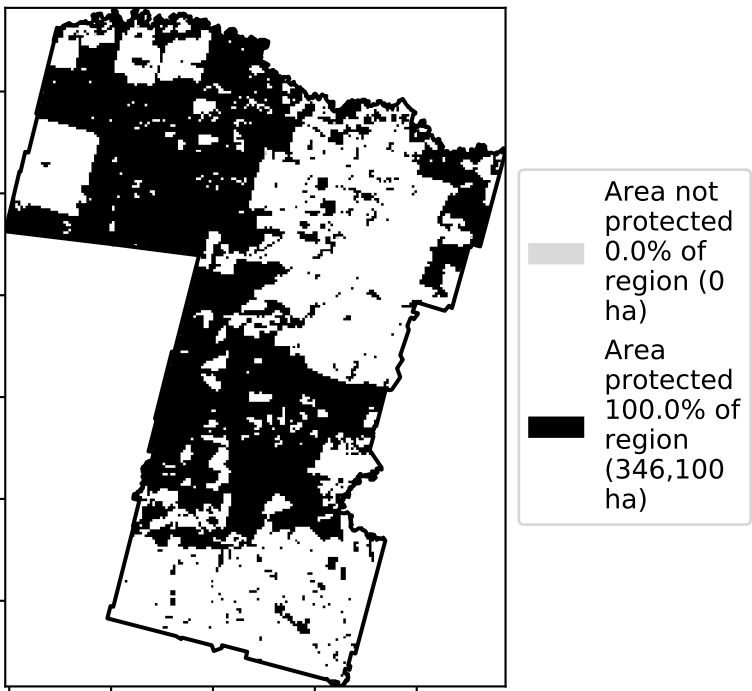 Area not
protected
0.0% of
region (0
ha)
Area
protected
100.0% of
region
(346,100
ha)